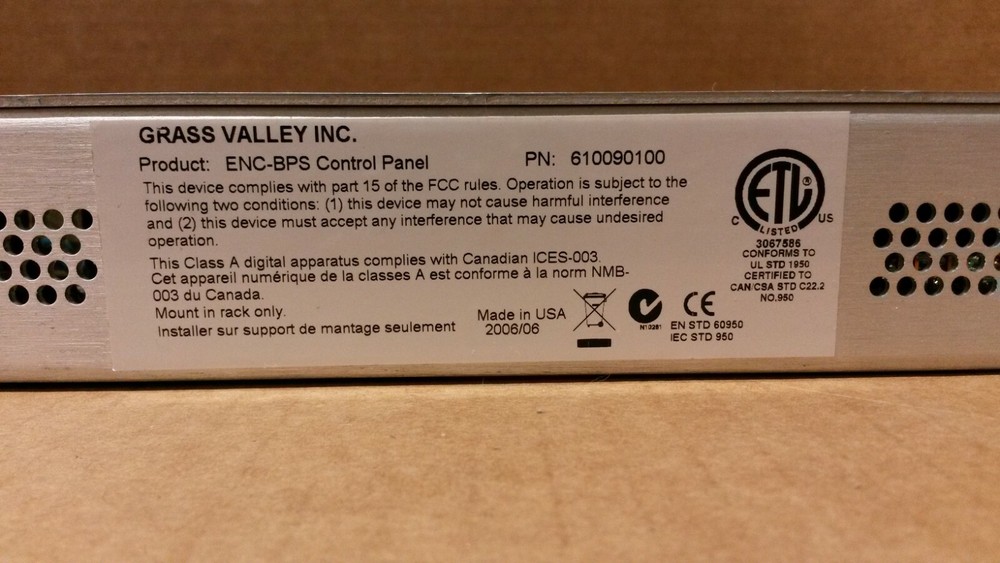 GRASS VALLEY INC.
Product: ENC-BPS Control Panel
PN: 610090100
This device complies with part 15 of the FCC rules. Operation is subject to the
following two conditions: (1) this device may not cause harmful interference
and (2) this device must accept any interference that may cause undesired
operation.
This Class A digital apparatus complies with Canadian ICES-003.
Cet appareil numérique de la classes A est conforme à la norm NMB-
003 du Canada.
Mount in rack only.
Installer sur support de mantage seulement
Made in USA
2006/06
N10281
CE
EN STD 60950
IEC STD 950
ETL ®
C LISTED US
3067586
CONFORMS TO
UL STD 1950
CERTIFIED TO
CAN/CSA STD C22.2
NO.950